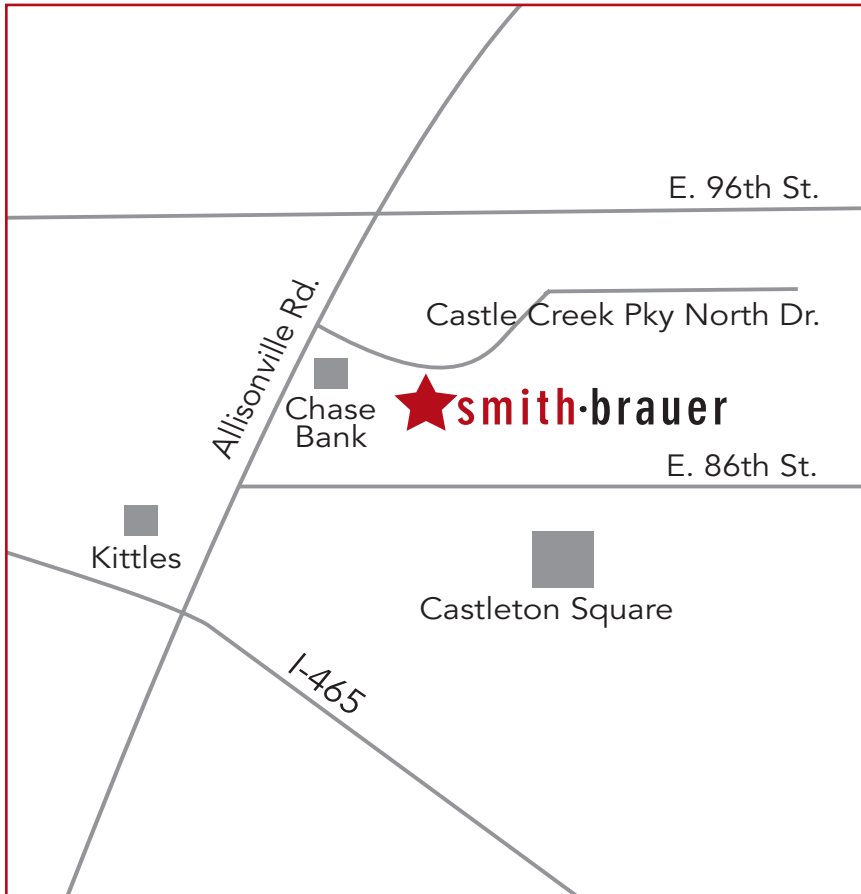 E. 96th St.
Allisonville Rd.
Castle Creek Pky North Dr.
Chase
Bank
smith·brauer
E. 86th St.
Kittles
Castleton Square
I-465